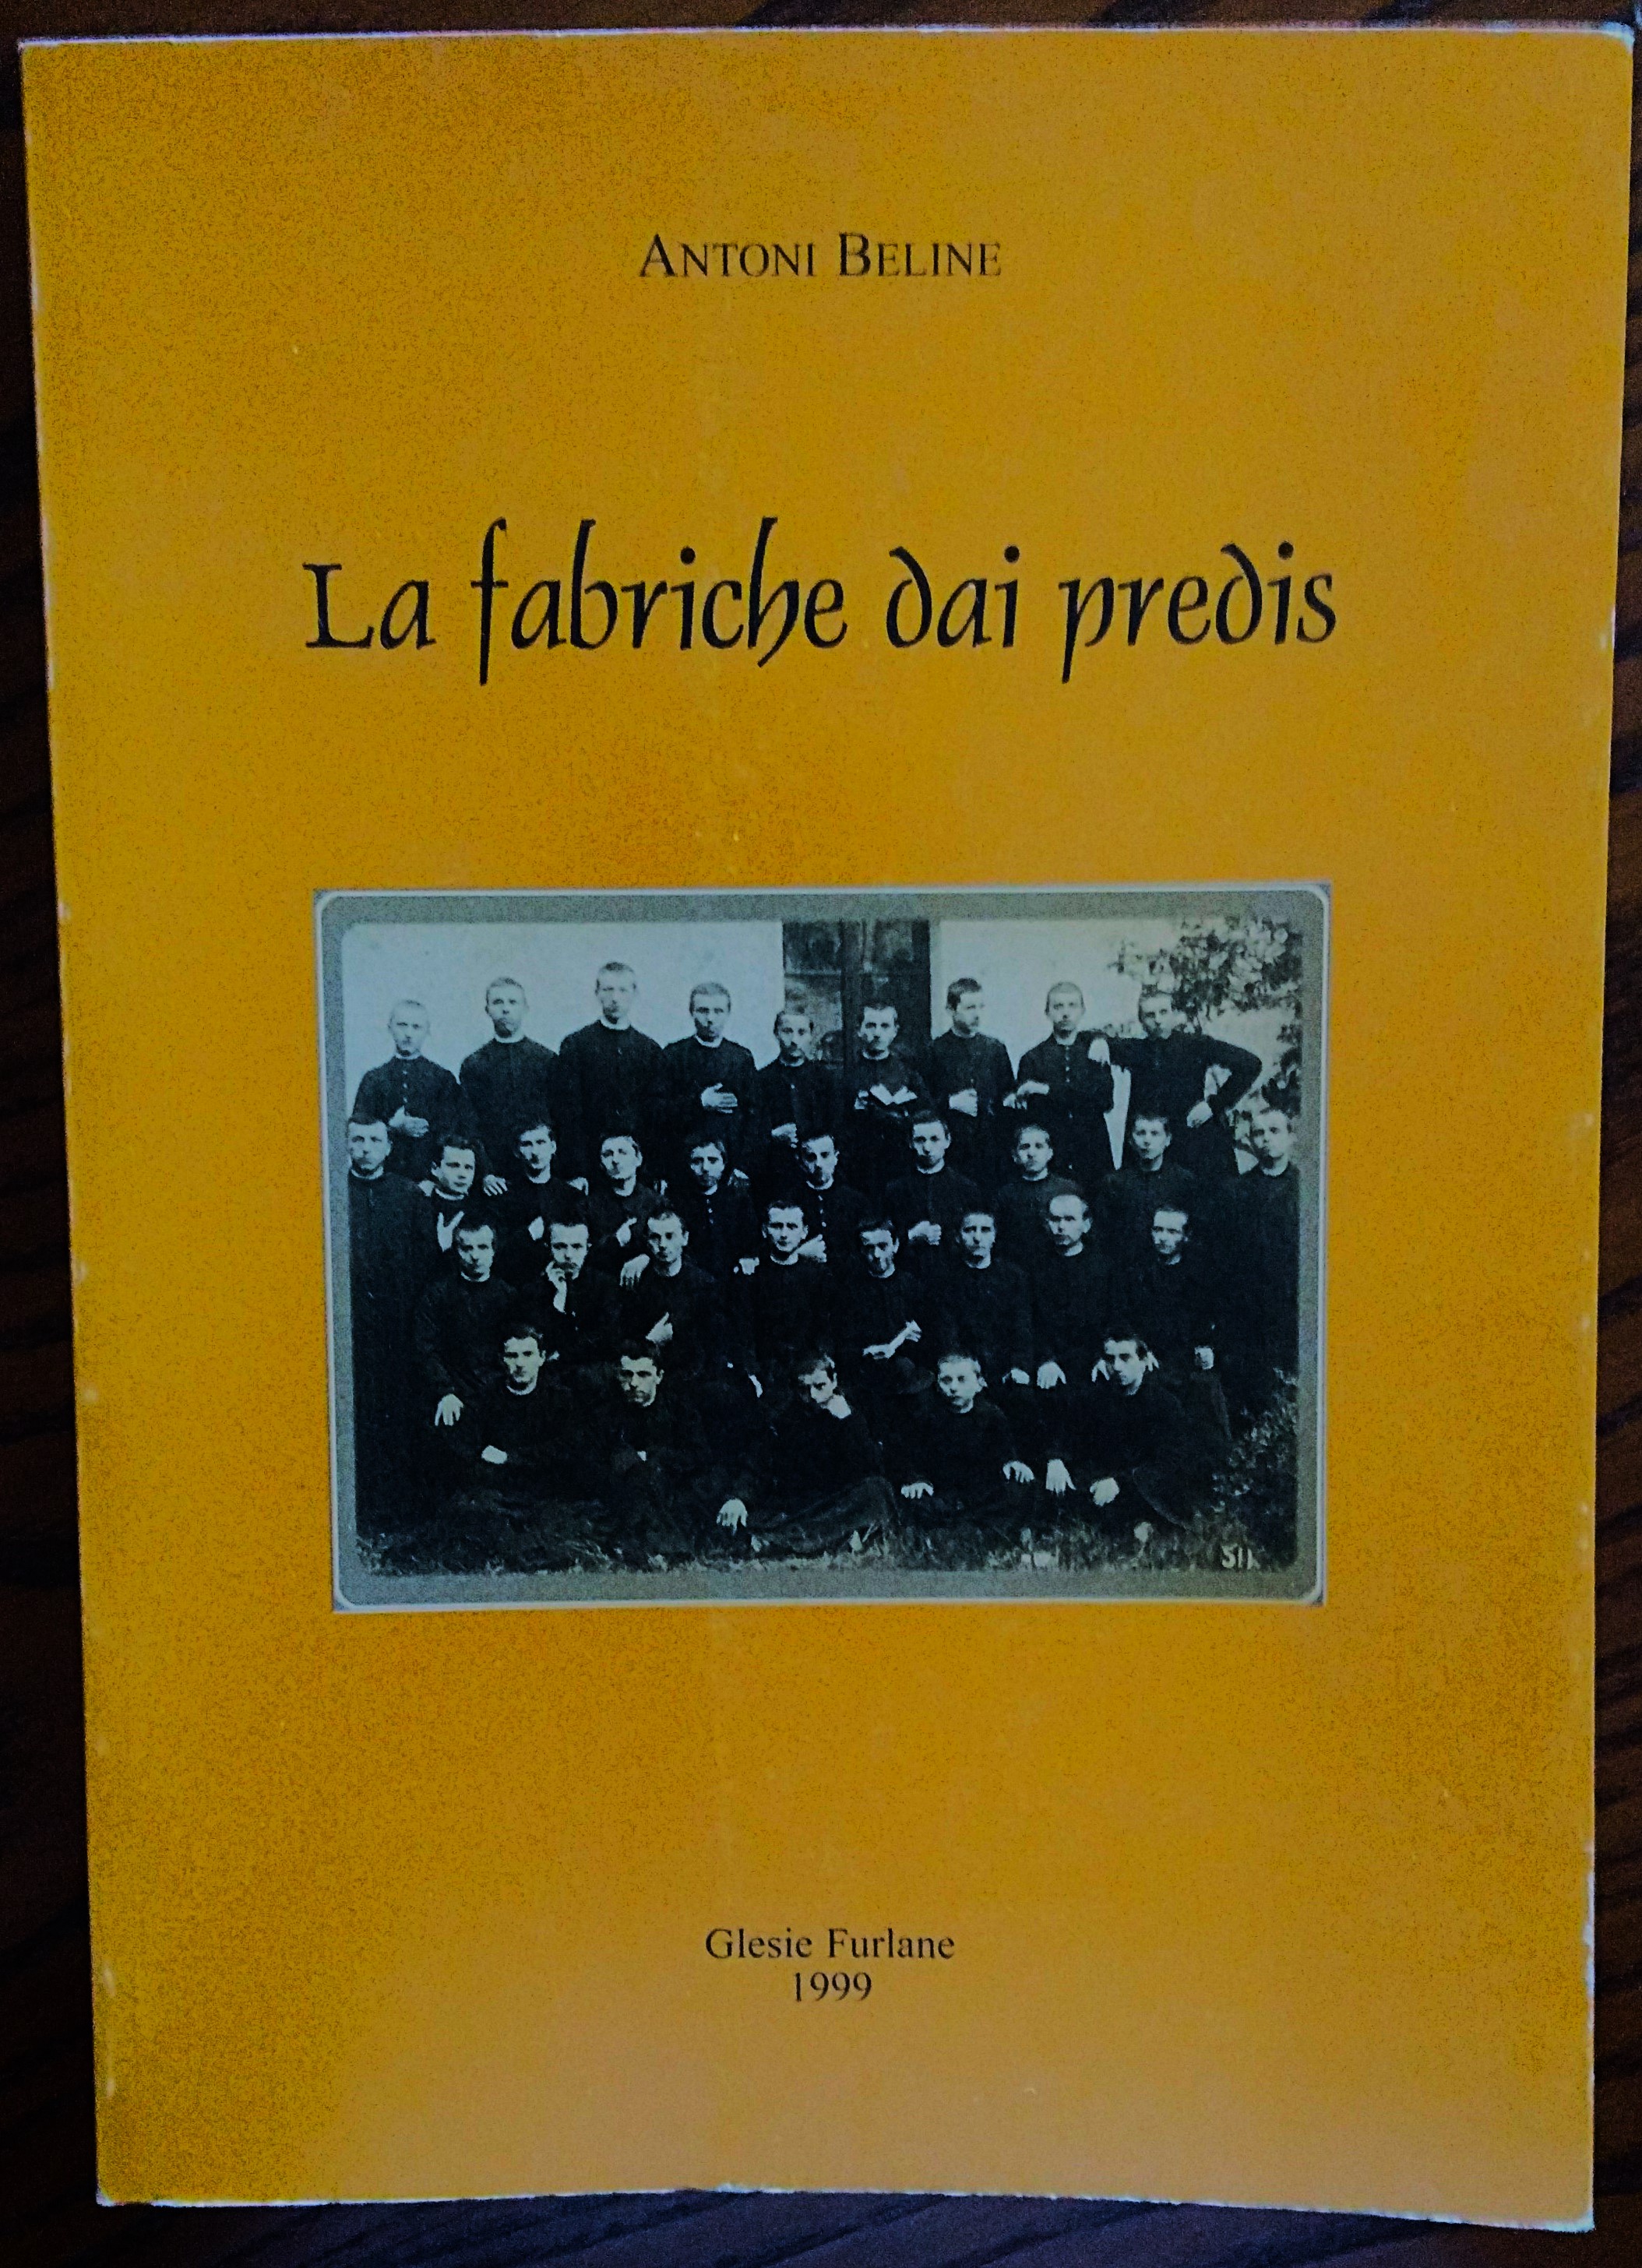 ANTONI BELINE
La fabriche dai predis
Glesie Furlane
1999